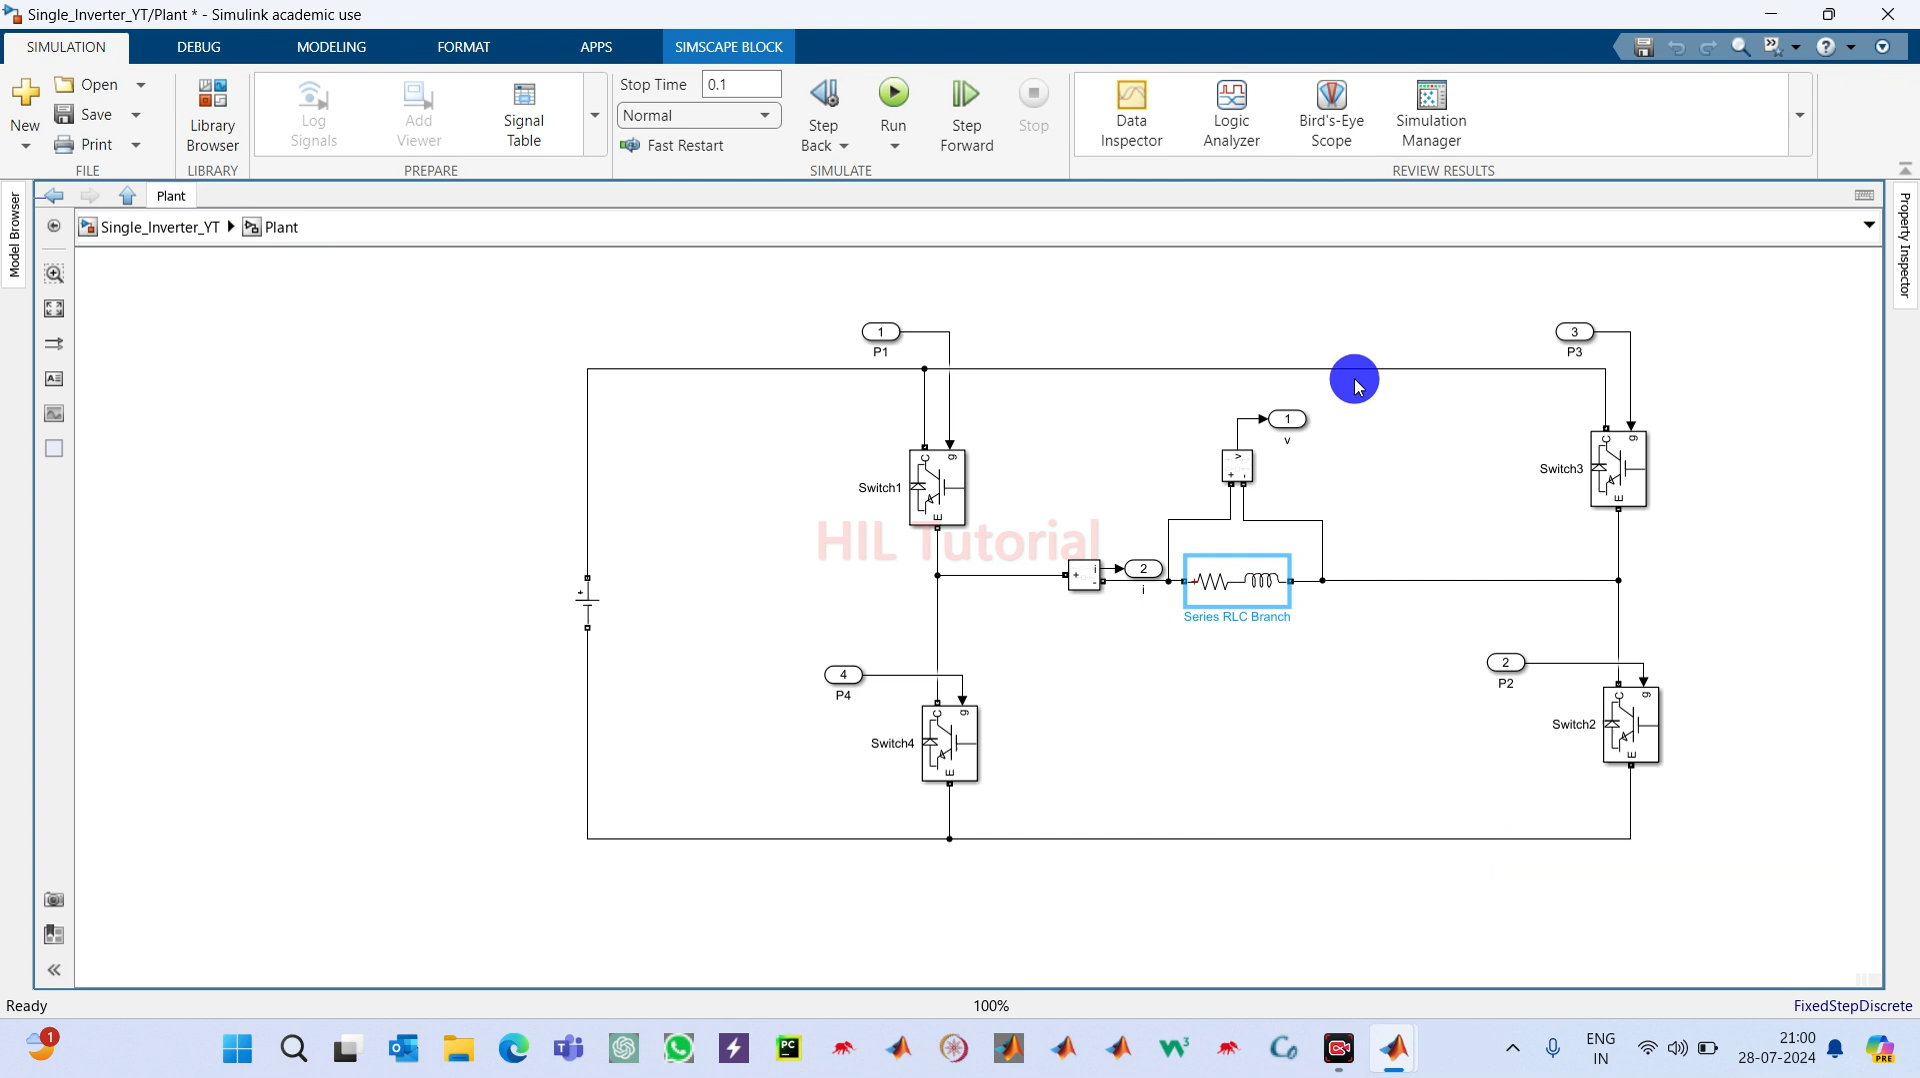 Single_Inverter_YT/Plant * - Simulink academic use
SIMULATION
DEBUG
MODELING
FORMAT
APPS
SIMSCAPE BLOCK
New
Open
Save
Print
FILE
Library
Browser
LIBRARY
Log
Signals
Add
Viewer
Signal
Table
PREPARE
Stop Time 0.1
Normal
Fast Restart
Step
Back
Run
Step
Forward
Stop
SIMULATE
Data
Inspector
Logic
Analyzer
Bird's-Eye
Scope
Simulation
Manager
REVIEW RESULTS
Model Browser
Property Inspector
Plant
Single_Inverter_YT
Plant
1
P1
3
P3
1
v
v
+ -
C g
Switch1
E
C g
Switch3
E
HIL Tutorial
+ i
-
2
i
+
Series RLC Branch
+
4
P4
2
P2
C g
Switch4
E
C g
Switch2
E
Ready
100%
FixedStepDiscrete
1
PC
ENG
IN
21:00
28-07-2024
PRE